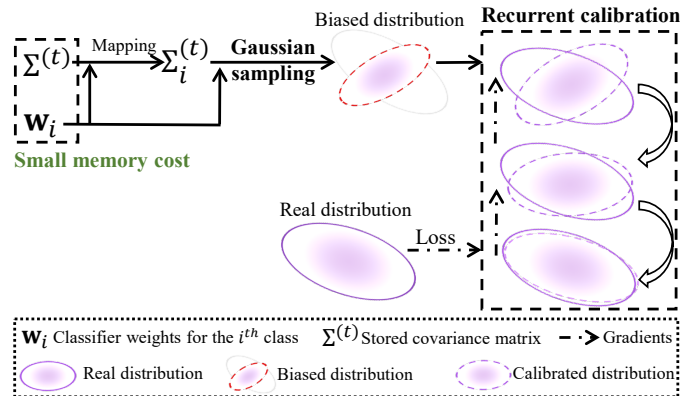 Biased distribution
Recurrent calibration
Σ^(t)
Mapping
Σ_i^(t)
Gaussian
sampling
𝐰_i
Small memory cost
Real distribution
Loss
𝐰_i Classifier weights for the i^th class
Σ^(t) Stored covariance matrix
Gradients
Real distribution
Biased distribution
Calibrated distribution